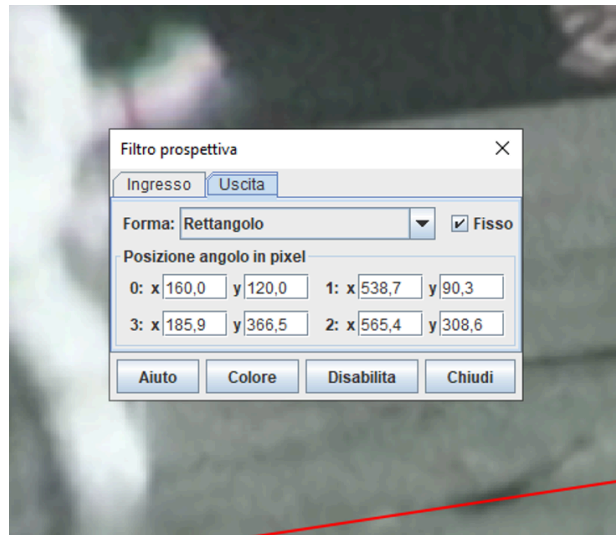 Filtro prospettiva
Ingresso Uscita
Forma: Rettangolo Fisso
Posizione angolo in pixel
0: x 160,0 y 120,0 1: x 538,7 y 90,3
3: x 185,9 y 366,5 2: x 565,4 y 308,6
Aiuto Colore Disabilita Chiudi